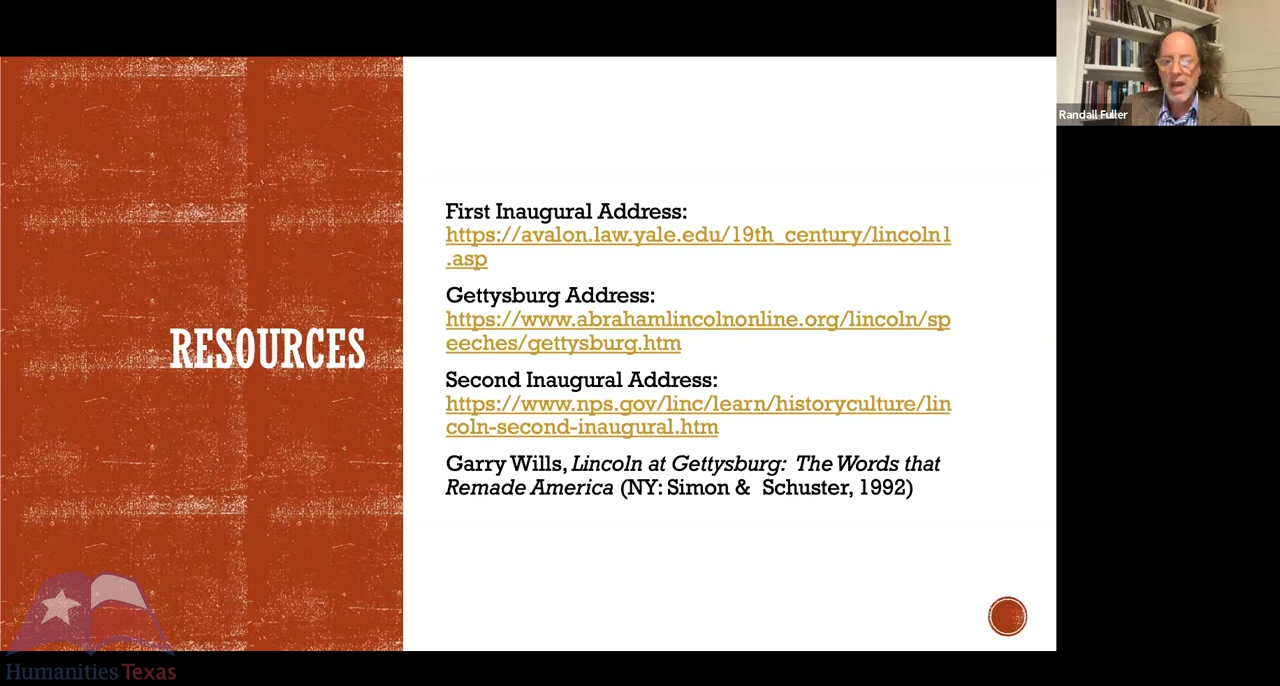 Randall Fuller
RESOURCES
First Inaugural Address:
https://avalon.law.yale.edu/19th_century/lincoln1
.asp
Gettysburg Address:
https://www.abrahamlincolnonline.org/lincoln/sp
eeches/gettysburg.htm
Second Inaugural Address:
https://www.nps.gov/linc/learn/historyculture/lin
coln-second-inaugural.htm
Garry Wills, Lincoln at Gettysburg:  The Words that
Remade America (NY: Simon &  Schuster, 1992)
Humanities Texas